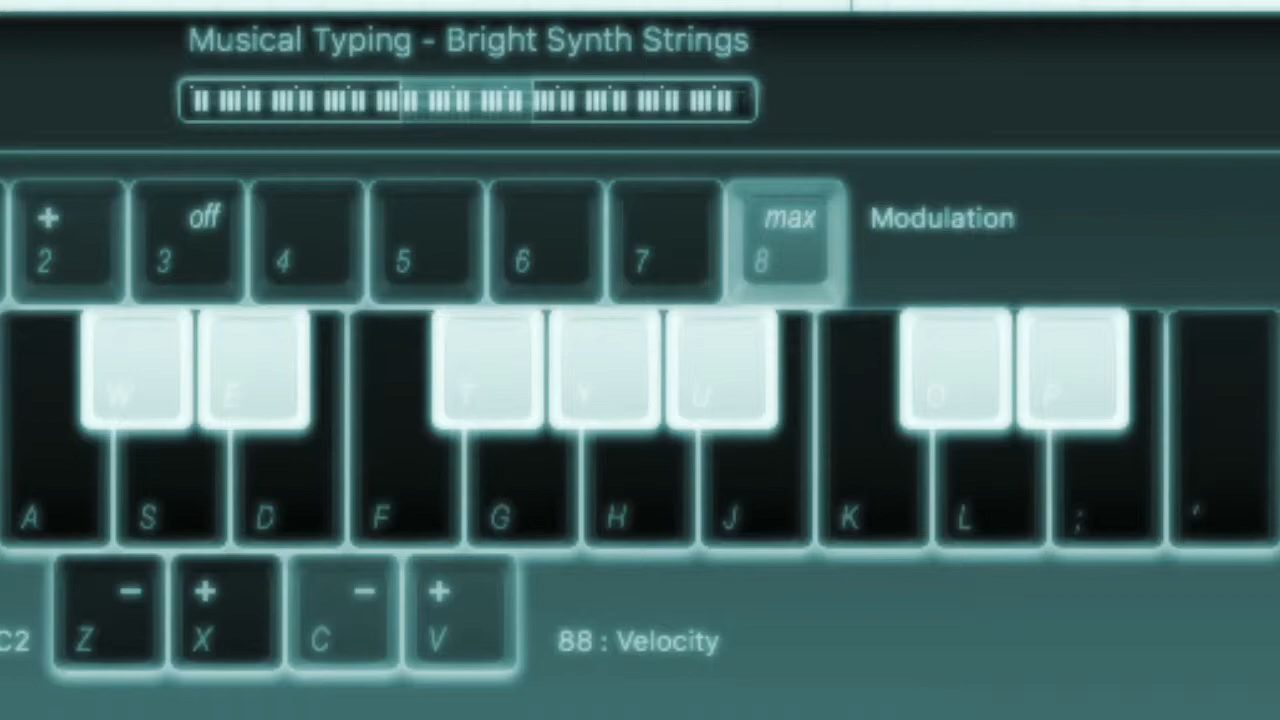 Musical Typing - Bright Synth Strings
+ off max
2 3 4 5 6 7 8 Modulation
W E T Y U O P
A S D F G H J K L ; '
- + - +
C2 Z X C V 88 : Velocity